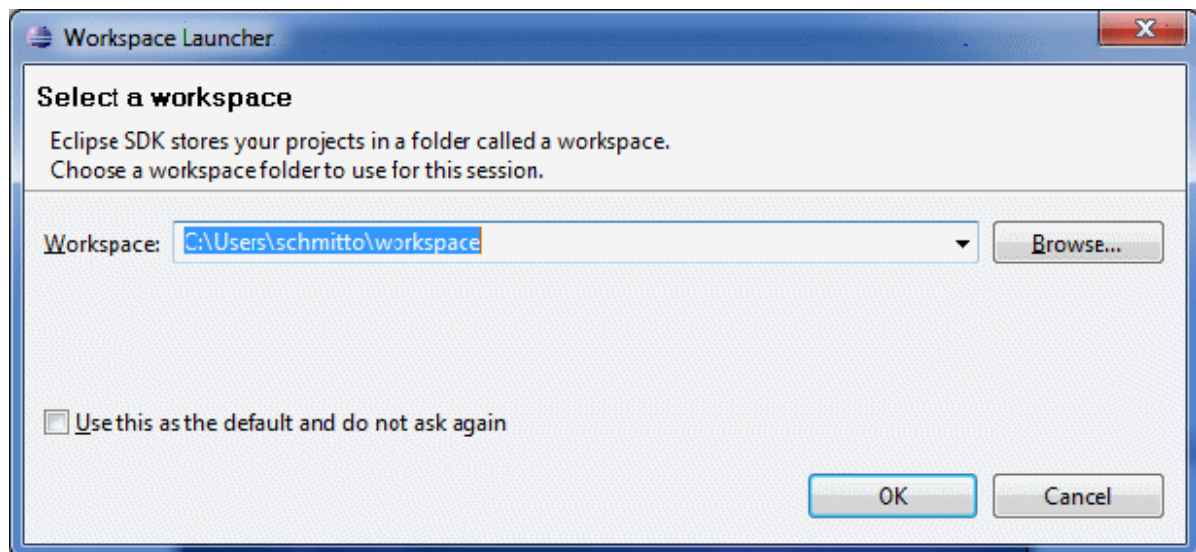 Workspace Launcher
Select a workspace
Eclipse SDK stores your projects in a folder called a workspace.
Choose a workspace folder to use for this session.
Workspace: C:\Users\schmitto\workspace Browse...
Use this as the default and do not ask again
OK Cancel